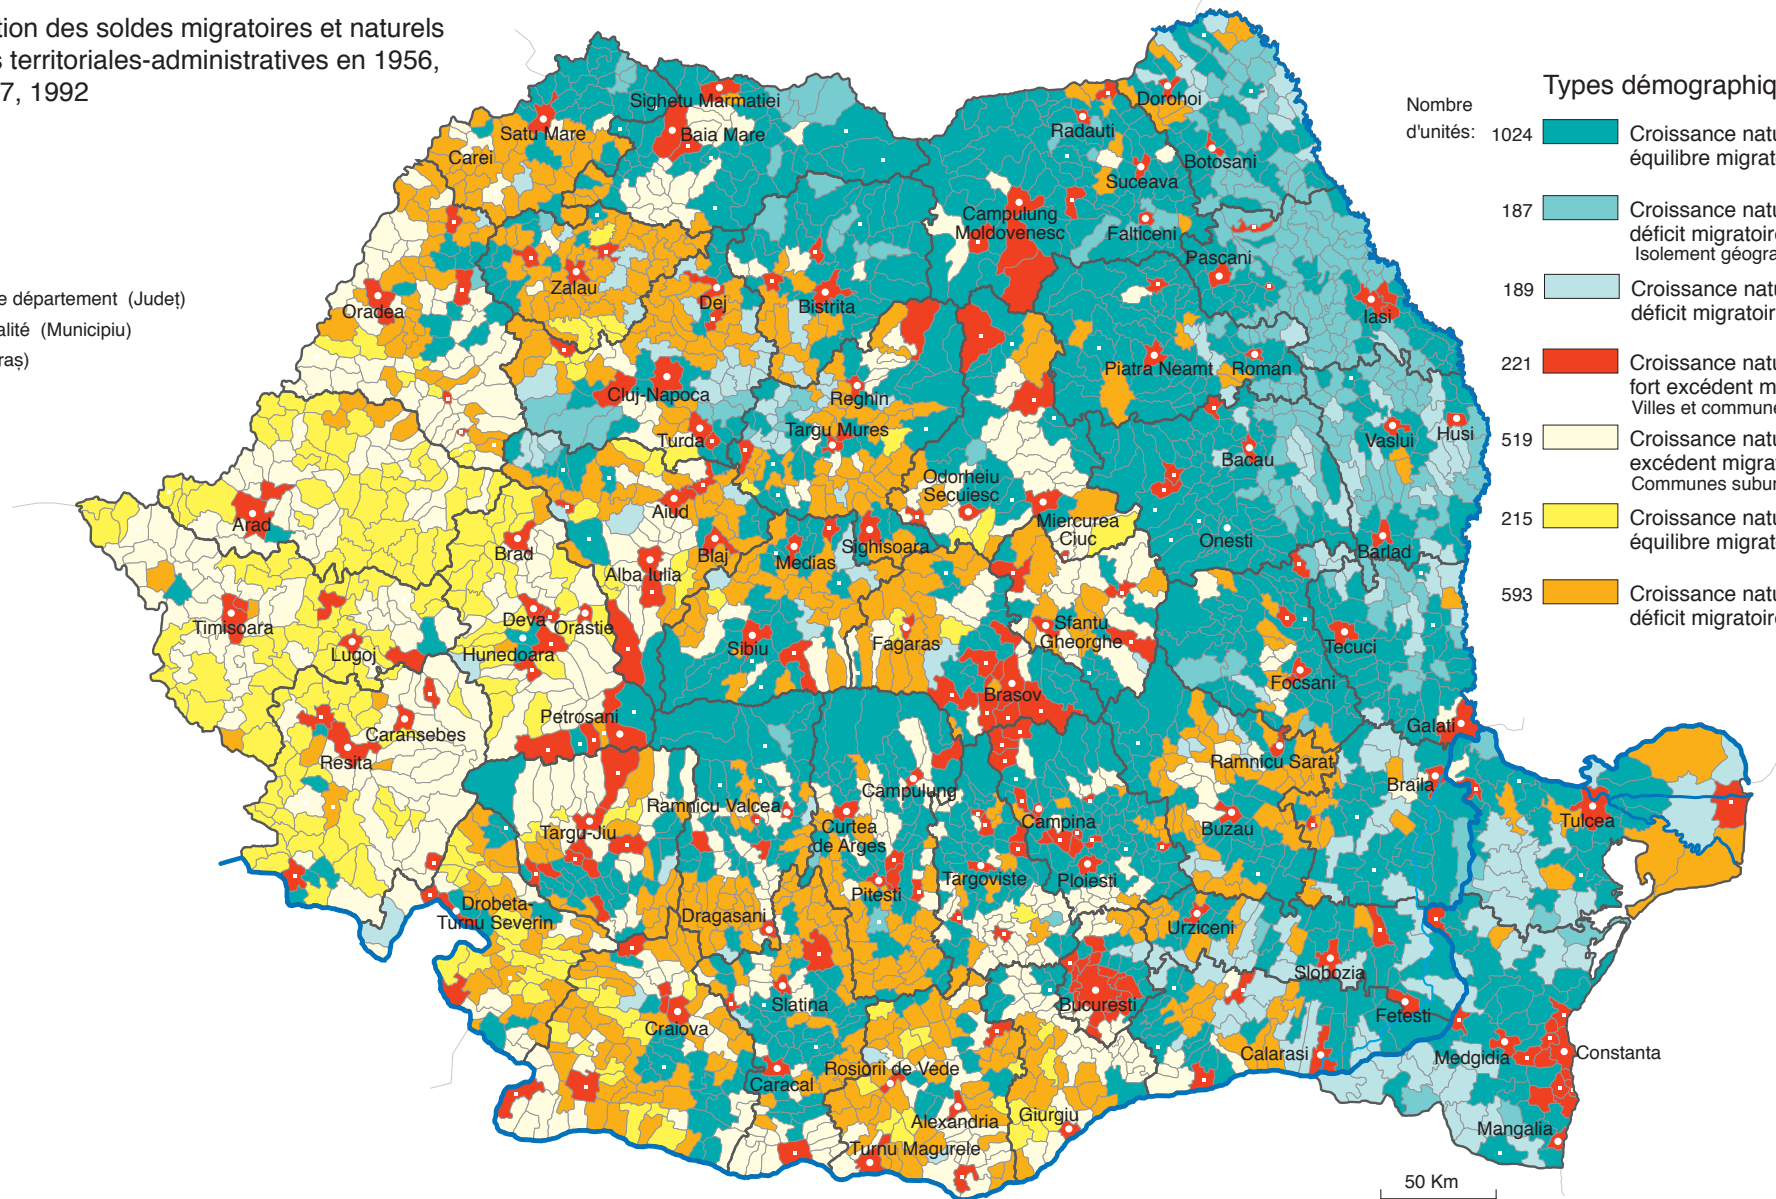 tion des soldes migratoires et naturels
s territoriales-administratives en 1956,
7, 1992
e département (Județ)
alité (Municipiu)
raș)
Types démographiq
Nombre
d'unités:
1024
Croissance natu
équilibre migrat
187
Croissance natu
déficit migratoire
Isolement géogra
189
Croissance natu
déficit migratoir
221
Croissance natu
fort excédent m
Villes et commune
519
Croissance natu
excédent migrat
Communes subur
215
Croissance natu
équilibre migrat
593
Croissance natu
déficit migratoire
Sighetu Marmatiei
Satu Mare
Baia Mare
Carei
Dorohoi
Radauti
Botosani
Suceava
Campulung
Moldovenesc
Falticeni
Pascani
Zalau
Dej
Bistrita
Oradea
Iasi
Piatra Neamt
Roman
Cluj-Napoca
Reghin
Targu Mures
Turda
Vaslui
Husi
Bacau
Odorheiu
Secuiesc
Arad
Aiud
Miercurea
Ciuc
Onesti
Barlad
Brad
Blaj
Medias
Sighisoara
Alba Iulia
Timisoara
Deva
Orastie
Lugoj
Hunedoara
Sibiu
Fagaras
Sfantu
Gheorghe
Tecuci
Focsani
Brasov
Petrosani
Caransebes
Resita
Galati
Ramnicu Sarat
Braila
Tulcea
Ramnicu Valcea
Campulung
Targu-Jiu
Curtea
de Arges
Campina
Buzau
Pitesti
Targoviste
Ploiesti
Drobeta-
Turnu Severin
Dragasani
Urziceni
Slobozia
Slatina
Bucuresti
Craiova
Fetesti
Calarasi
Medgidia
Constanta
Rosiorii de Vede
Caracal
Alexandria
Giurgiu
Mangalia
Turnu Magurele
50 Km